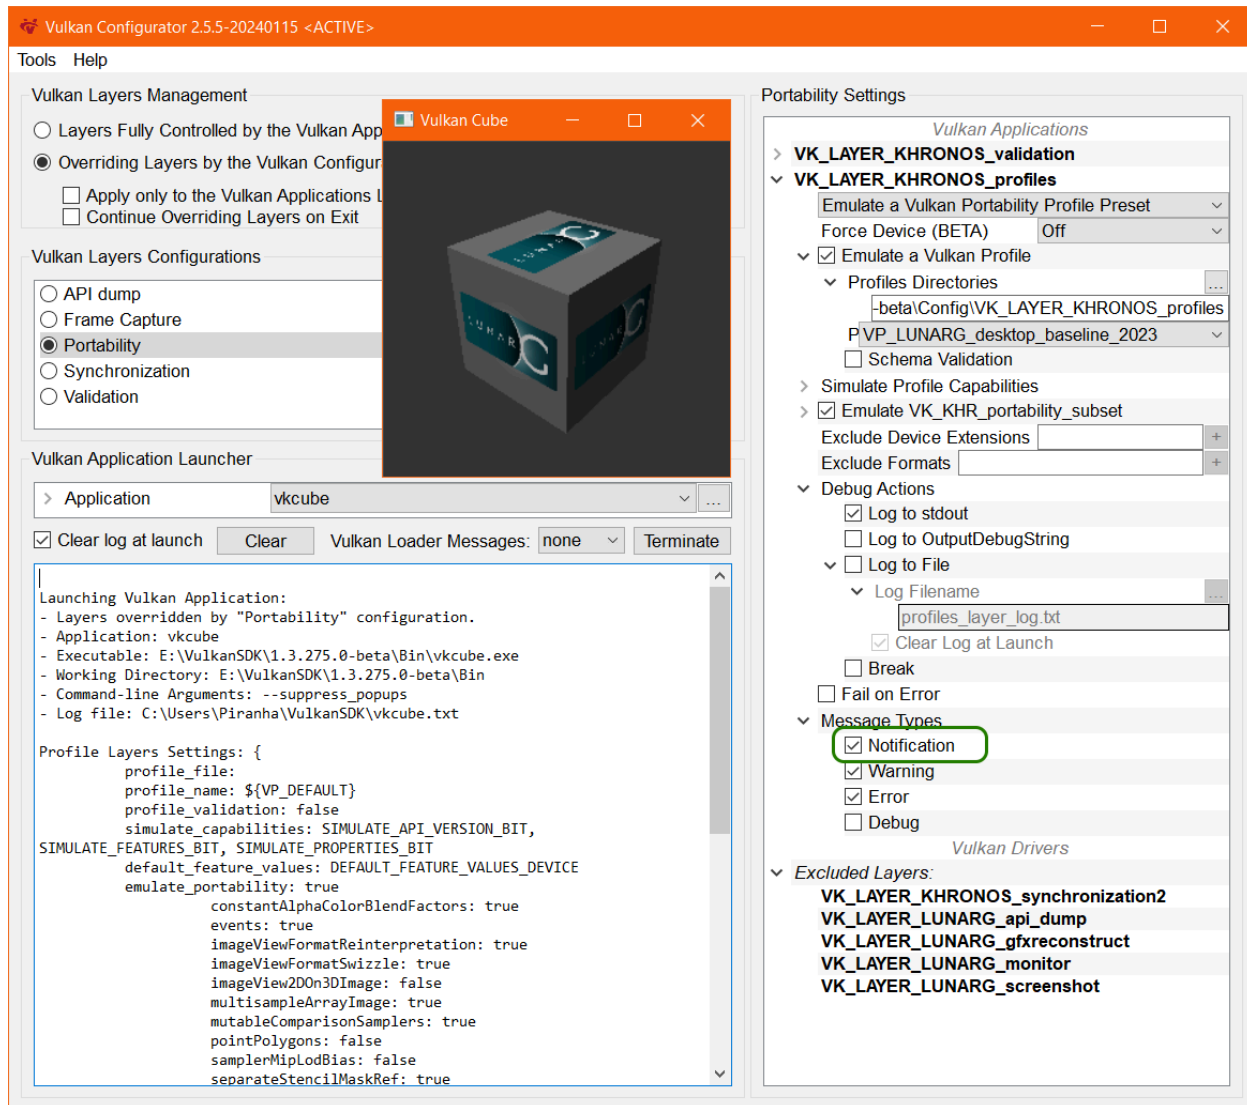 Vulkan Configurator 2.5.5-20240115 <ACTIVE>
Tools Help
Vulkan Layers Management
Layers Fully Controlled by the Vulkan App
Overriding Layers by the Vulkan Configur
Apply only to the Vulkan Applications L
Continue Overriding Layers on Exit
Vulkan Layers Configurations
API dump
Frame Capture
Portability
Synchronization
Validation
Vulkan Cube
LUNAR G
LUNAR G
LUNAR
Vulkan Application Launcher
Application vkcube ...
Clear log at launch Clear Vulkan Loader Messages: none Terminate
Launching Vulkan Application:
- Layers overridden by "Portability" configuration.
- Application: vkcube
- Executable: E:\VulkanSDK\1.3.275.0-beta\Bin\vkcube.exe
- Working Directory: E:\VulkanSDK\1.3.275.0-beta\Bin
- Command-line Arguments: --suppress_popups
- Log file: C:\Users\Piranha\VulkanSDK\vkcube.txt
Profile Layers Settings: {
profile_file:
profile_name: ${VP_DEFAULT}
profile_validation: false
simulate_capabilities: SIMULATE_API_VERSION_BIT,
SIMULATE_FEATURES_BIT, SIMULATE_PROPERTIES_BIT
default_feature_values: DEFAULT_FEATURE_VALUES_DEVICE
emulate_portability: true
constantAlphaColorBlendFactors: true
events: true
imageViewFormatReinterpretation: true
imageViewFormatSwizzle: true
imageView2DOn3DImage: false
multisampleArrayImage: true
mutableComparisonSamplers: true
pointPolygons: false
samplerMipLodBias: false
separateStencilMaskRef: true
Portability Settings
Vulkan Applications
VK_LAYER_KHRONOS_validation
VK_LAYER_KHRONOS_profiles
Emulate a Vulkan Portability Profile Preset
Force Device (BETA) Off
Emulate a Vulkan Profile
Profiles Directories ...
-beta\Config\VK_LAYER_KHRONOS_profiles
P VP_LUNARG_desktop_baseline_2023
Schema Validation
Simulate Profile Capabilities
Emulate VK_KHR_portability_subset
Exclude Device Extensions +
Exclude Formats +
Debug Actions
Log to stdout
Log to OutputDebugString
Log to File
Log Filename ...
profiles_layer_log.txt
Clear Log at Launch
Break
Fail on Error
Message Types
Notification
Warning
Error
Debug
Vulkan Drivers
Excluded Layers:
VK_LAYER_KHRONOS_synchronization2
VK_LAYER_LUNARG_api_dump
VK_LAYER_LUNARG_gfxreconstruct
VK_LAYER_LUNARG_monitor
VK_LAYER_LUNARG_screenshot